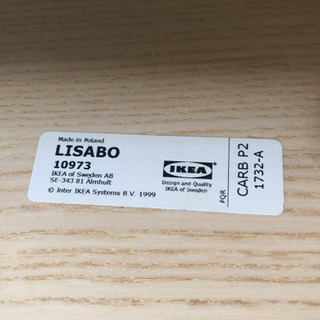 Made in Poland
LISABO
10973
IKEA of Sweden AB
SE-343 81 Älmhult
© Inter IKEA Systems B.V. 1999
IKEA
Design and Quality
IKEA of Sweden
PQR
CARB P2
1732-A